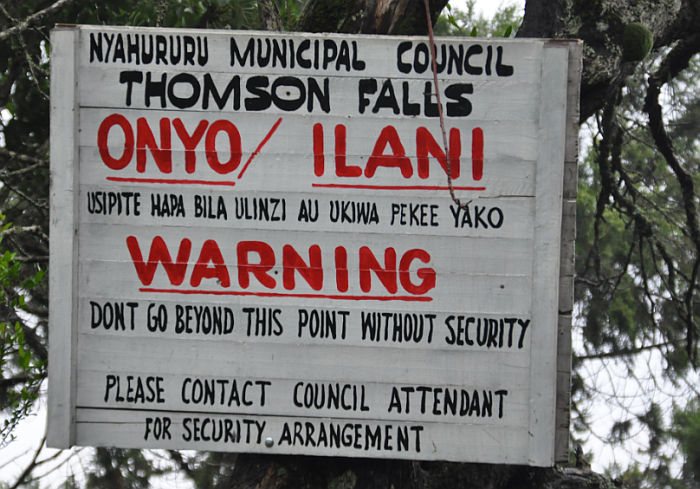 NYAHURURU MUNICIPAL COUNCIL
THOMSON FALLS
ONYO/ ILANI
USIPITE HAPA BILA ULINZI AU UKIWA PEKEE YAKO
WARNING
DONT GO BEYOND THIS POINT WITHOUT SECURITY
PLEASE CONTACT COUNCIL ATTENDANT
FOR SECURITY ARRANGEMENT